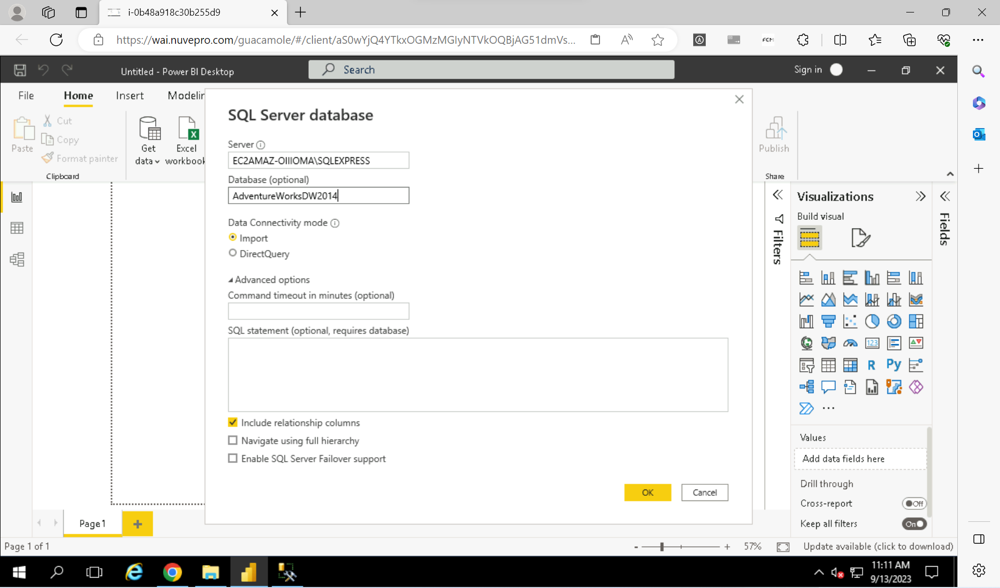 i-0b48a918c30b255d9
https://wai.nuvepro.com/guacamole/#/client/aS0wYjQ4YTkxOGMzMGIyNTVkOQBjAG51dmVs...
FCM
Untitled - Power BI Desktop
Search
Sign in
File
Home
Insert
Modelin
Paste
Cut
Copy
Format painter
Clipboard
Get data
Excel workbook
Publish
Share
SQL Server database
Server
EC2AMAZ-OIIIOMA\SQLEXPRESS
Database (optional)
AdventureWorksDW2014
Data Connectivity mode
Import
DirectQuery
Advanced options
Command timeout in minutes (optional)
SQL statement (optional, requires database)
Include relationship columns
Navigate using full hierarchy
Enable SQL Server Failover support
OK
Cancel
Filters
Visualizations
Build visual
Fields
123
R
Py
Values
Add data fields here
Drill through
Cross-report
Off
Keep all filters
On
Page 1
Page 1 of 1
57%
Update available (click to download)
11:11 AM
9/13/2023